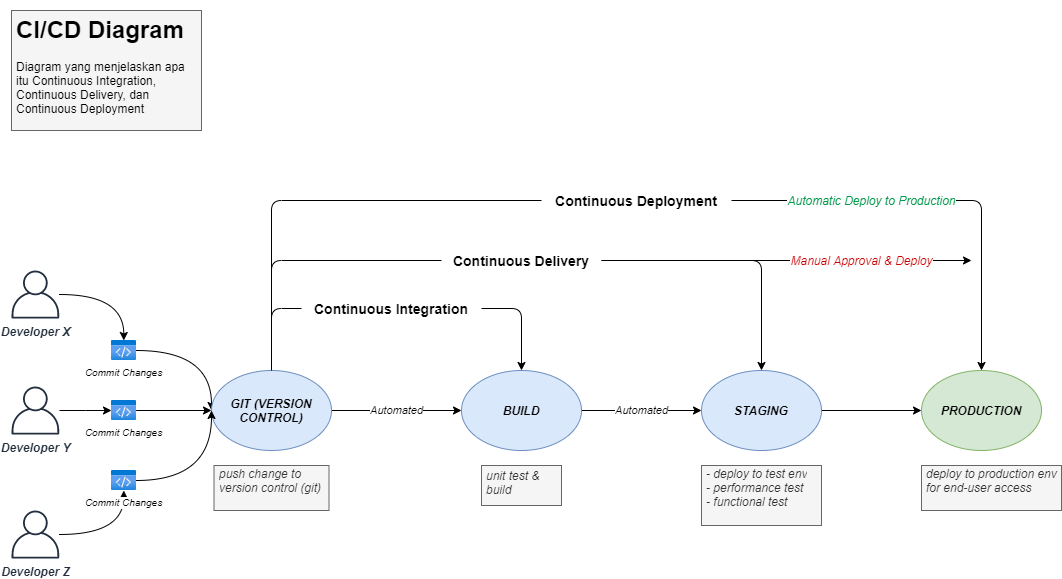 CI/CD Diagram
Diagram yang menjelaskan apa
itu Continuous Integration,
Continuous Delivery, dan
Continuous Deployment
Continuous Deployment
Automatic Deploy to Production
Continuous Delivery
Manual Approval & Deploy
Continuous Integration
Developer X
Commit Changes
Developer Y
Commit Changes
Developer Z
Commit Changes
GIT (VERSION
CONTROL)
Automated
BUILD
Automated
STAGING
PRODUCTION
push change to
version control (git)
unit test &
build
- deploy to test env
- performance test
- functional test
deploy to production env
for end-user access